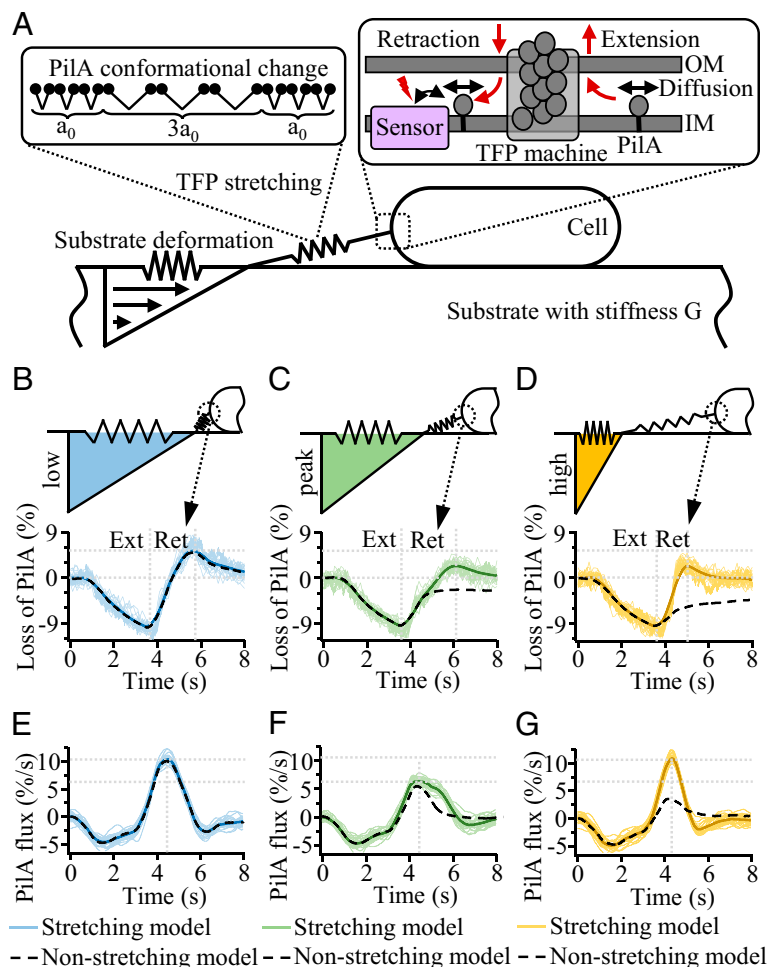 A
PilA conformational change
a0 3a0 a0
Retraction Extension
OM
Diffusion
Sensor
IM
TFP machine PilA
TFP stretching
Substrate deformation
Cell
Substrate with stiffness G
B C D
low peak high
Loss of PilA (%)
9
0
-9
Ext Ret
0 2 4 6 8
Time (s)
Loss of PilA (%)
9
0
-9
Ext Ret
0 2 4 6 8
Time (s)
Loss of PilA (%)
9
0
-9
Ext Ret
0 2 4 6 8
Time (s)
E F G
PilA flux (%/s)
10
5
0
-5
0 2 4 6 8
Time (s)
PilA flux (%/s)
10
5
0
-5
0 2 4 6 8
Time (s)
PilA flux (%/s)
10
5
0
-5
0 2 4 6 8
Time (s)
Stretching model Stretching model Stretching model
Non-stretching model Non-stretching model Non-stretching model